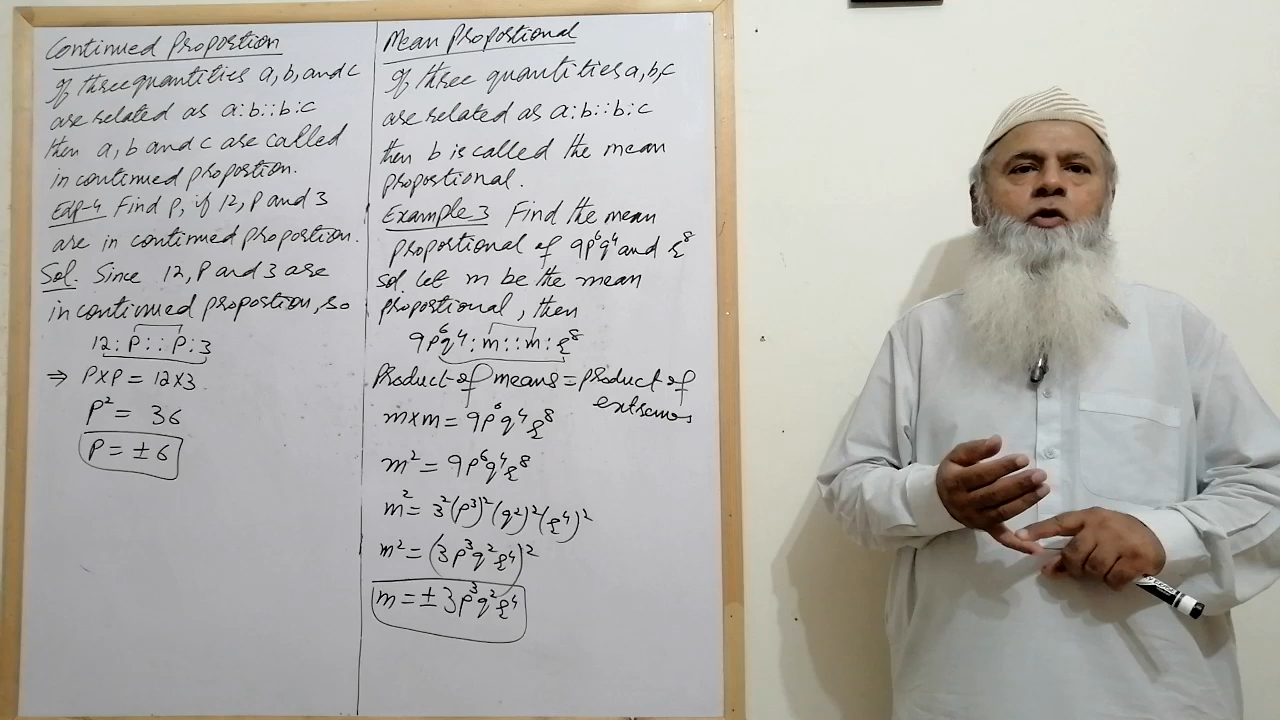 Continued Proportion
If three quantities a, b, and c
are related as a:b::b:c
then a, b and c are called
in continued proportion.
Exp-4 Find P, if 12, P and 3
are in continued proportion.
Sol. Since 12, P and 3 are
in continued proportion, so
12:P::P:3
⇒ P×P = 12×3
P² = 36
P = ±6
Mean Proportional
If three quantities a, b, c
are related as a:b::b:c
then b is called the mean
proportional.
Example 3 Find the mean
proportional of 9p⁶q⁴ and r⁸
Sol let m be the mean
proportional, then
9p⁶q⁴:m::m:r⁸
Product of means = product of
extremes
m×m = 9p⁶q⁴r⁸
m² = 9p⁶q⁴r⁸
m² = 3²(p³)²(q²)²(r⁴)²
m² = (3p³q²r⁴)²
m = ±3p³q²r⁴